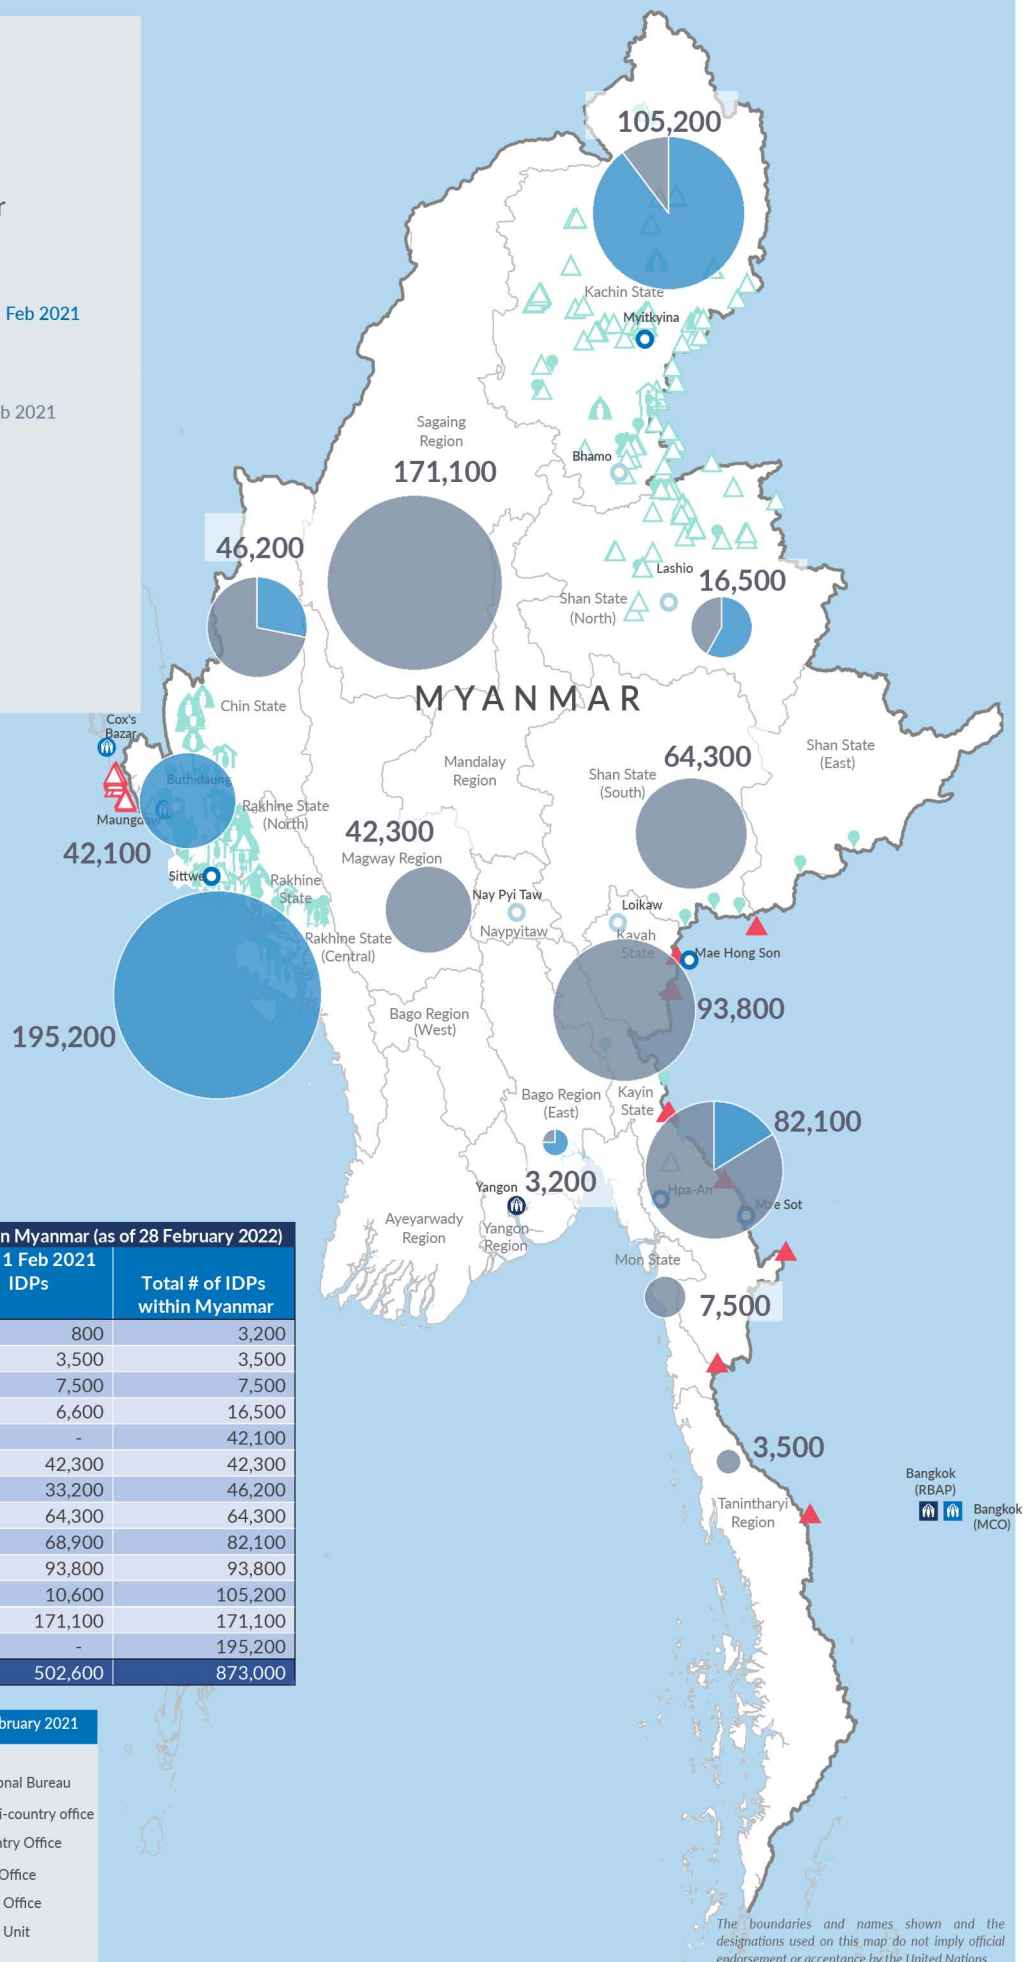 r
Feb 2021
b 2021
105,200
Kachin State
Myitkyina
Sagaing
Region
171,100
Bhamo
46,200
Lashio
16,500
Shan State
(North)
MYANMAR
Chin State
Cox's
Bazar
Buthidaung
Mandalay
Region
64,300
Shan State
(South)
Shan State
(East)
Rakhine State
(North)
Maungdaw
42,100
42,300
Magway Region
Sittwe
Rakhine
State
Nay Pyi Taw
Naypyitaw
Loikaw
Kayah
State
Mae Hong Son
Rakhine State
(Central)
195,200
93,800
Bago Region
(West)
Bago Region
(East)
Kayin
State
82,100
3,200
Yangon
Hpa-An
Mae Sot
Ayeyarwady
Region
Yangon
Region
Mon State
7,500
n Myanmar (as of 28 February 2022)
1 Feb 2021
IDPs
Total # of IDPs
within Myanmar
800 3,200
3,500 3,500
7,500 7,500
6,600 16,500
- 42,100
42,300 42,300
33,200 46,200
64,300 64,300
68,900 82,100
93,800 93,800
10,600 105,200
171,100 171,100
- 195,200
502,600 873,000
3,500
Tanintharyi
Region
Bangkok
(RBAP)
Bangkok
(MCO)
bruary 2021
onal Bureau
i-country office
ntry Office
Office
Office
Unit
The boundaries and names shown and the
designations used on this map do not imply official
endorsement or acceptance by the United Nations